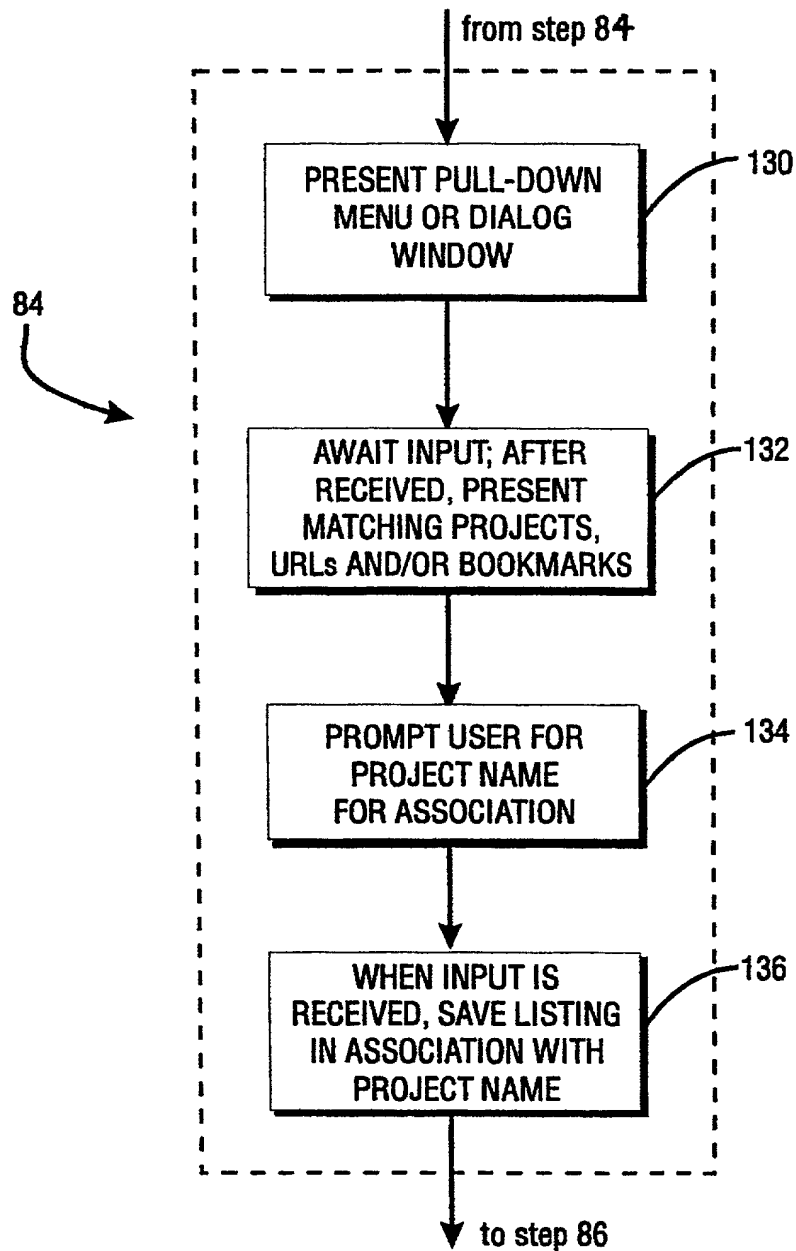 from step 84
PRESENT PULL-DOWN
MENU OR DIALOG
WINDOW
130
84
AWAIT INPUT; AFTER
RECEIVED, PRESENT
MATCHING PROJECTS,
URLs AND/OR BOOKMARKS
132
PROMPT USER FOR
PROJECT NAME
FOR ASSOCIATION
134
WHEN INPUT IS
RECEIVED, SAVE LISTING
IN ASSOCIATION WITH
PROJECT NAME
136
to step 86